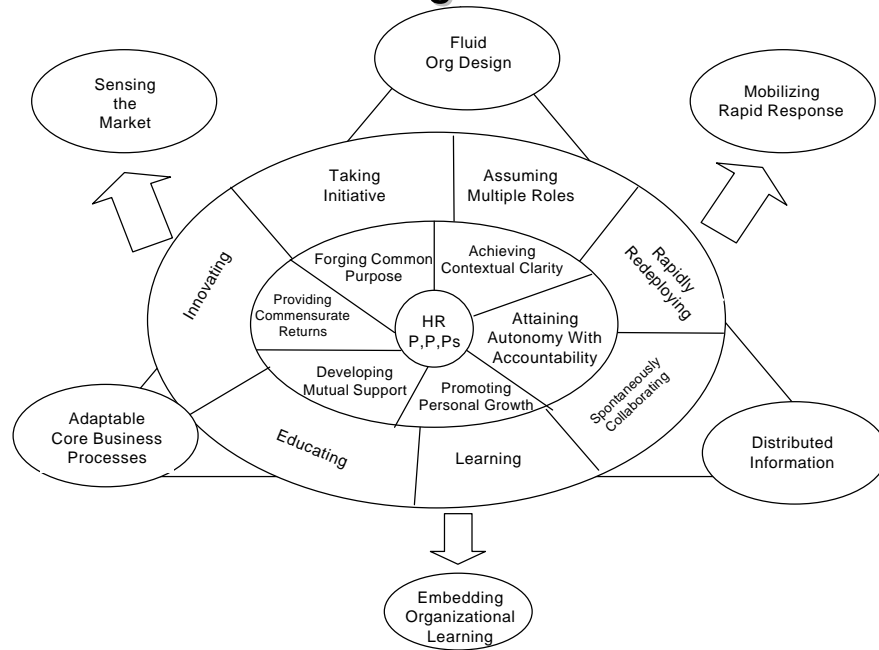 Fluid
Org Design
Sensing
the
Market
Mobilizing
Rapid Response
Taking
Initiative
Assuming
Multiple Roles
Innovating
Rapidly
Redeploying
Forging Common
Purpose
Achieving
Contextual Clarity
Providing
Commensurate
Returns
HR
P,P,Ps
Attaining
Autonomy With
Accountability
Developing
Mutual Support
Promoting
Personal Growth
Spontaneously
Collaborating
Educating
Learning
Adaptable
Core Business
Processes
Distributed
Information
Embedding
Organizational
Learning